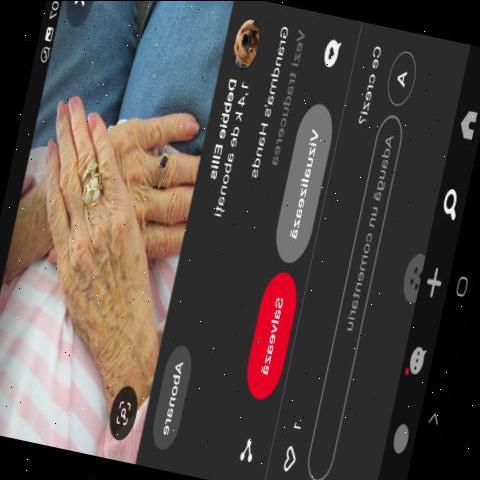 Debbie Ellis
1,4 k de abonați
Abonare
Grandma's Hands
Vezi traducerea
Vizualizează
Salvează
1
Ce crezi?
A
Adaugă un comentariu